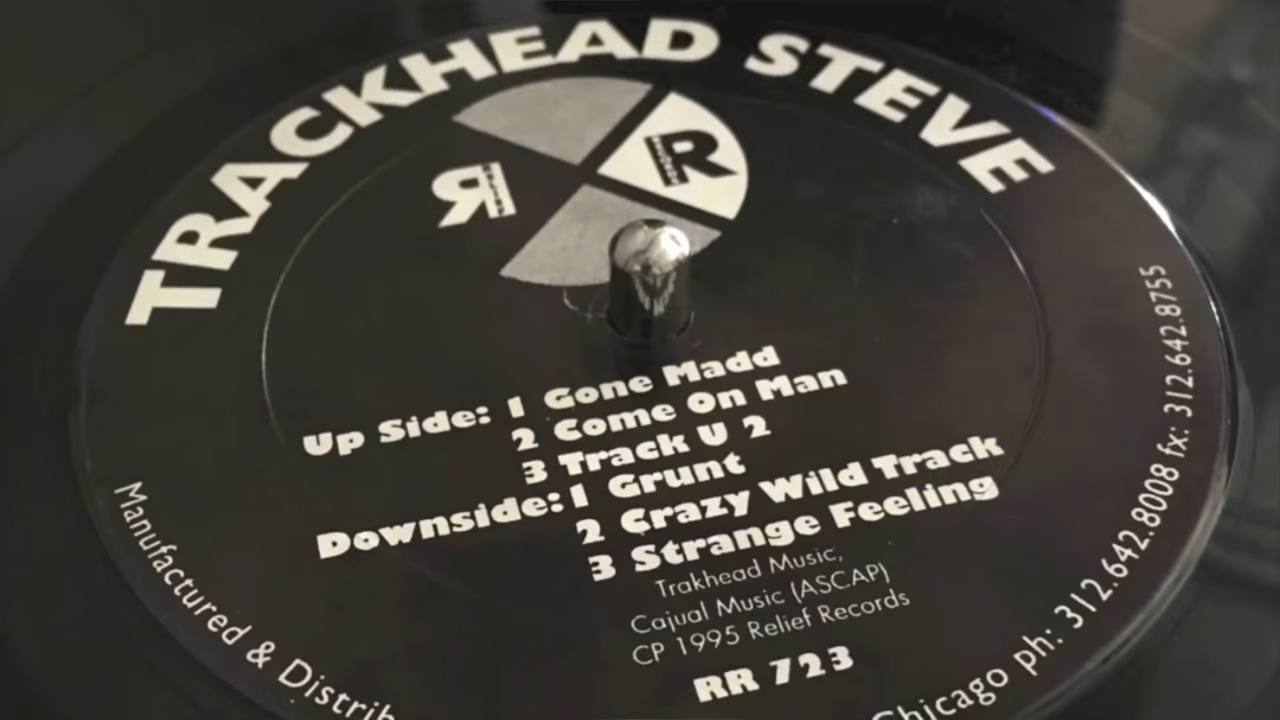 TRACKHEAD STEVE
R
R
Up Side: 1 Gone Madd
2 Come On Man
3 Track U 2
Downside: 1 Grunt
2 Crazy Wild Track
3 Strange Feeling
Trakhead Music,
Cajual Music (ASCAP)
CP 1995 Relief Records
RR 723
Manufactured &
Chicago ph: 312.642.8008 fx: 312.642.8755